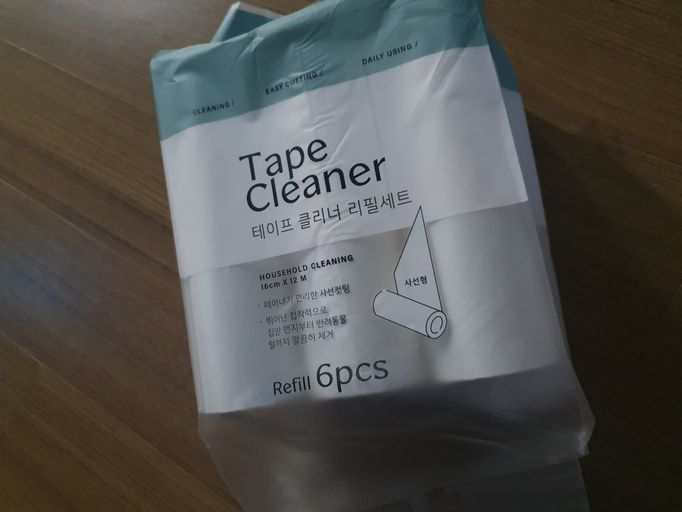 CLEANING / EASY CUTTING / DAILY USING /
Tape
Cleaner
테이프 클리너 리필세트
HOUSEHOLD CLEANING
16cm X 12 M
- 떼어내기 편리한 사선컷팅
- 뛰어난 접착력으로
집안 먼지부터 반려동물
털까지 깔끔히 제거
사선형
Refill 6pcs